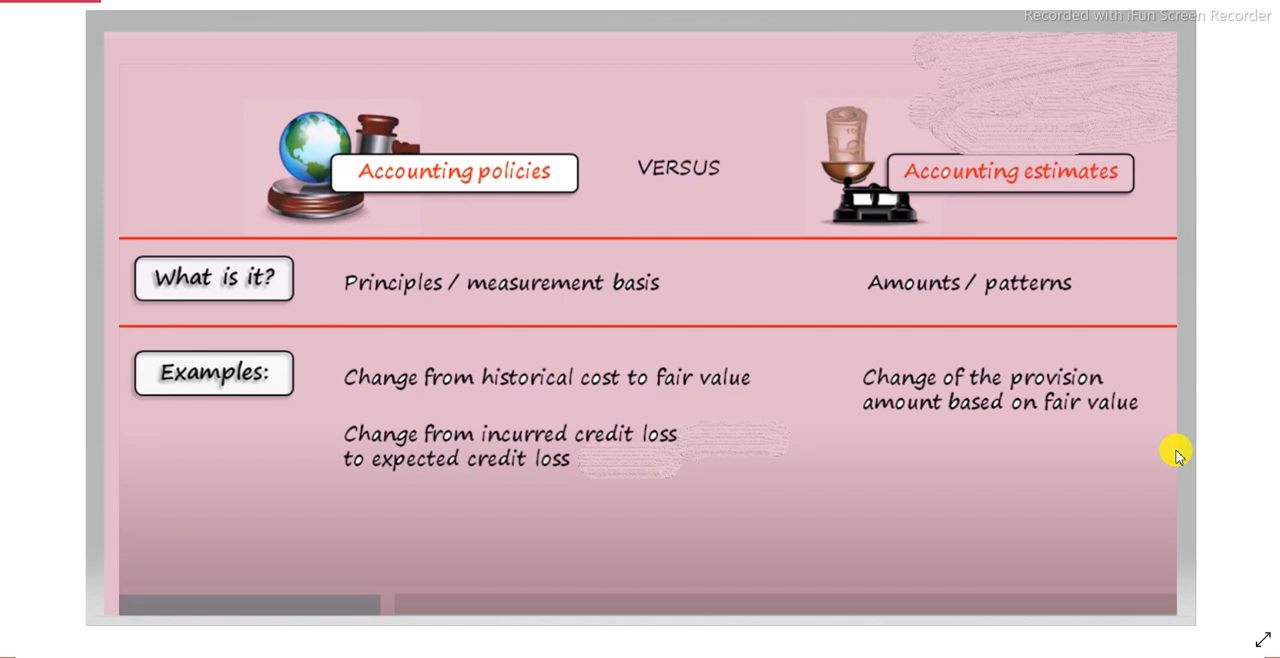 Recorded with iFun Screen Recorder
Accounting policies
VERSUS
Accounting estimates
What is it?
Principles / measurement basis
Amounts / patterns
Examples:
Change from historical cost to fair value
Change of the provision
amount based on fair value
Change from incurred credit loss
to expected credit loss
10